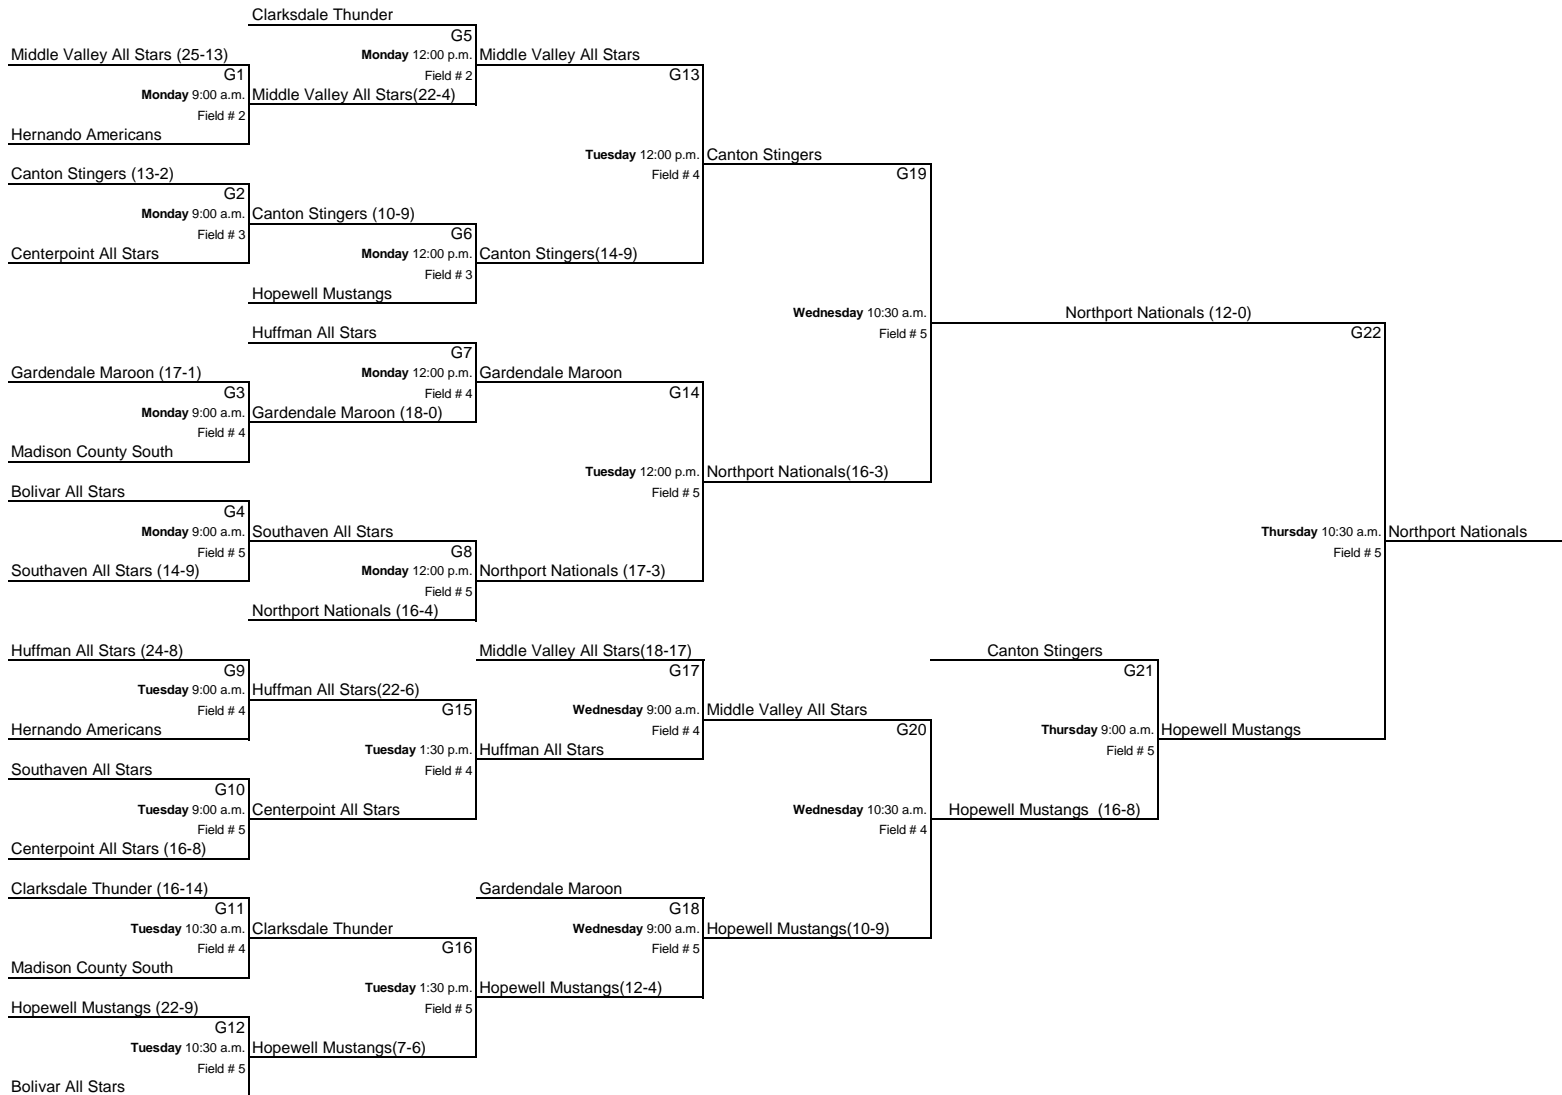 Clarksdale Thunder
G5
Middle Valley All Stars (25-13)
Monday 12:00 p.m.
Middle Valley All Stars
G1
Field # 2
G13
Monday 9:00 a.m.
Middle Valley All Stars(22-4)
Field # 2
Hernando Americans
Tuesday 12:00 p.m.
Canton Stingers
Canton Stingers (13-2)
Field # 4
G19
G2
Monday 9:00 a.m.
Canton Stingers (10-9)
Field # 3
G6
Centerpoint All Stars
Monday 12:00 p.m.
Canton Stingers(14-9)
Field # 3
Hopewell Mustangs
Wednesday 10:30 a.m.
Northport Nationals (12-0)
Huffman All Stars
Field # 5
G22
G7
Gardendale Maroon (17-1)
Monday 12:00 p.m.
Gardendale Maroon
G3
Field # 4
G14
Monday 9:00 a.m.
Gardendale Maroon (18-0)
Field # 4
Madison County South
Tuesday 12:00 p.m.
Northport Nationals(16-3)
Bolivar All Stars
Field # 5
G4
Monday 9:00 a.m.
Southaven All Stars
Thursday 10:30 a.m.
Northport Nationals
Field # 5
G8
Field # 5
Southaven All Stars (14-9)
Monday 12:00 p.m.
Northport Nationals (17-3)
Field # 5
Northport Nationals (16-4)
Huffman All Stars (24-8)
Middle Valley All Stars(18-17)
Canton Stingers
G9
G17
G21
Tuesday 9:00 a.m.
Huffman All Stars(22-6)
Field # 4
G15
Wednesday 9:00 a.m.
Middle Valley All Stars
Hernando Americans
Field # 4
G20
Thursday 9:00 a.m.
Hopewell Mustangs
Tuesday 1:30 p.m.
Huffman All Stars
Field # 5
Southaven All Stars
Field # 4
G10
Tuesday 9:00 a.m.
Centerpoint All Stars
Wednesday 10:30 a.m.
Hopewell Mustangs (16-8)
Field # 5
Field # 4
Centerpoint All Stars (16-8)
Clarksdale Thunder (16-14)
Gardendale Maroon
G11
G18
Tuesday 10:30 a.m.
Clarksdale Thunder
Wednesday 9:00 a.m.
Hopewell Mustangs(10-9)
Field # 4
G16
Field # 5
Madison County South
Tuesday 1:30 p.m.
Hopewell Mustangs(12-4)
Hopewell Mustangs (22-9)
Field # 5
G12
Tuesday 10:30 a.m.
Hopewell Mustangs(7-6)
Field # 5
Bolivar All Stars